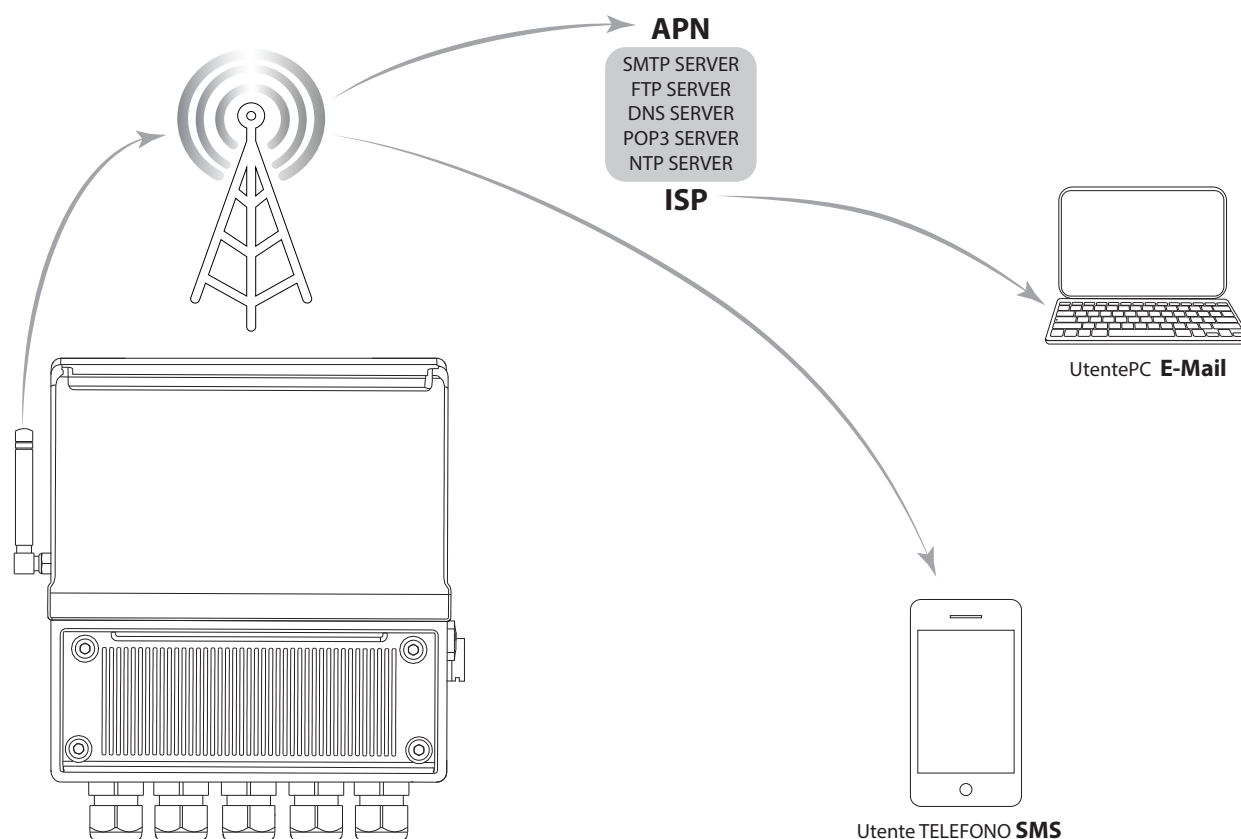 APN
SMTP SERVER
FTP SERVER
DNS SERVER
POP3 SERVER
NTP SERVER
ISP
UtentePC E-Mail
Utente TELEFONO SMS